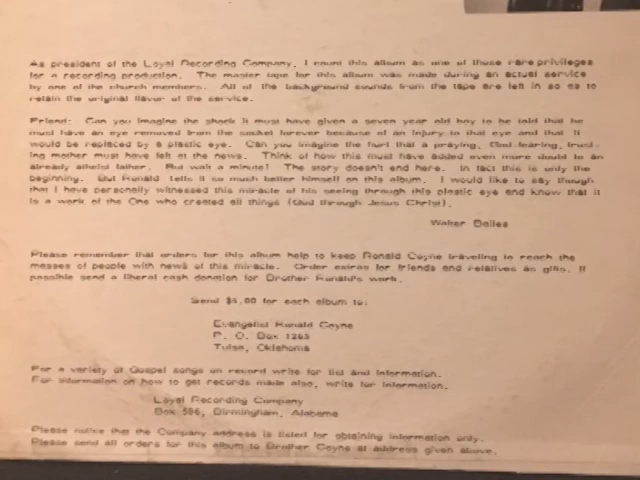 As president of the Loyal Recording Company, I count this album as one of those rare privileges
for a recording production. The master tape for this album was made during an actual service
by one of the church members. All of the background sounds from the tape are left in so as to
retain the original flavor of the service.
Friend: Can you imagine the shock it must have given a seven year old boy to be told that he
must have an eye removed from the socket forever because of an injury to that eye and that it
would be replaced by a plastic eye. Can you imagine the hurt that a praying, God-fearing, trust-
ing mother must have felt at the news. Think of how this must have added even more doubt to an
already atheist father. But wait a minute! The story doesn't end here. In fact this is only the
beginning. But Ronald tells it so much better himself on this album. I would like to say though
that I have personally witnessed this miracle of his seeing through this plastic eye and know that it
is a work of the One who created all things (God through Jesus Christ).
Walter Bailes
Please remember that orders for this album help to keep Ronald Coyne traveling to reach the
masses of people with news of this miracle. Order extras for friends and relatives as gifts. If
possible send a liberal cash donation for Brother Ronald's work.
Send $4.00 for each album to:
Evangelist Ronald Coyne
P. O. Box 1265
Tulsa, Oklahoma
For a variety of Gospel songs on record write for list and information.
For information on how to get records made also, write for information.
Loyal Recording Company
Box 586, Birmingham, Alabama
Please notice that the Company address is listed for obtaining information only.
Please send all orders for this album to Brother Coyne at address given above.